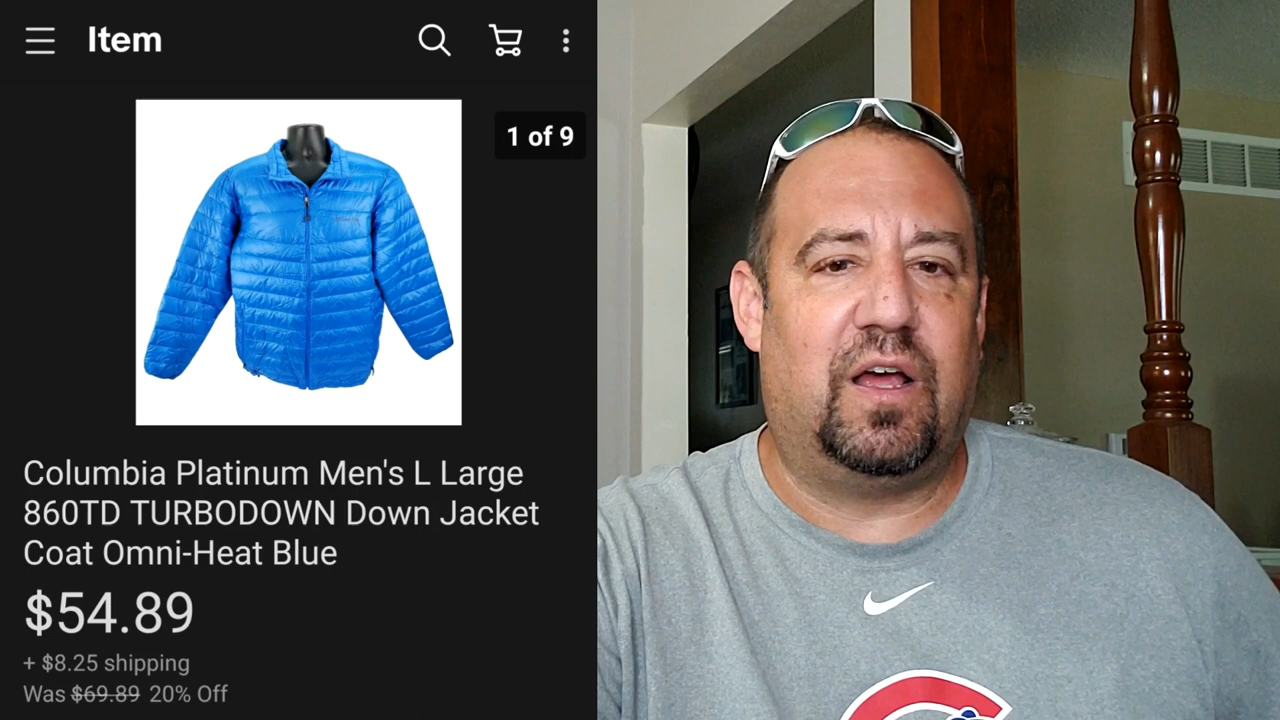 Item
1 of 9
Columbia Platinum Men's L Large
860TD TURBODOWN Down Jacket
Coat Omni-Heat Blue
$54.89
+ $8.25 shipping
Was $69.89 20% Off